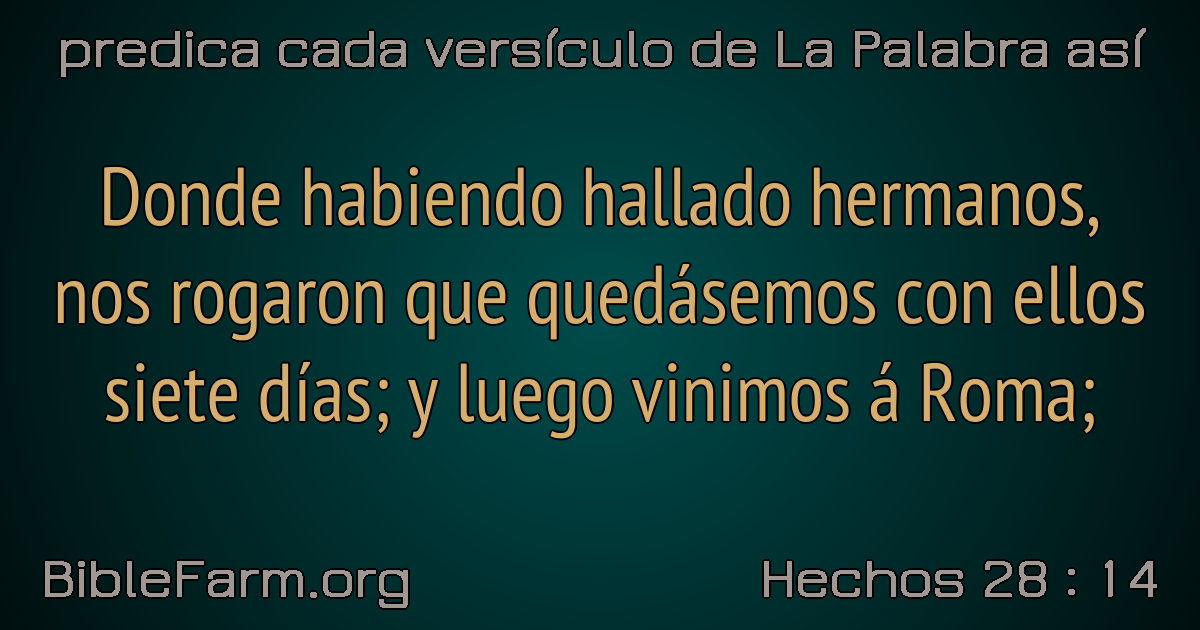 predica cada versículo de La Palabra así
Donde habiendo hallado hermanos,
nos rogaron que quedásemos con ellos
siete días; y luego vinimos á Roma;
BibleFarm.org
Hechos 28 : 14